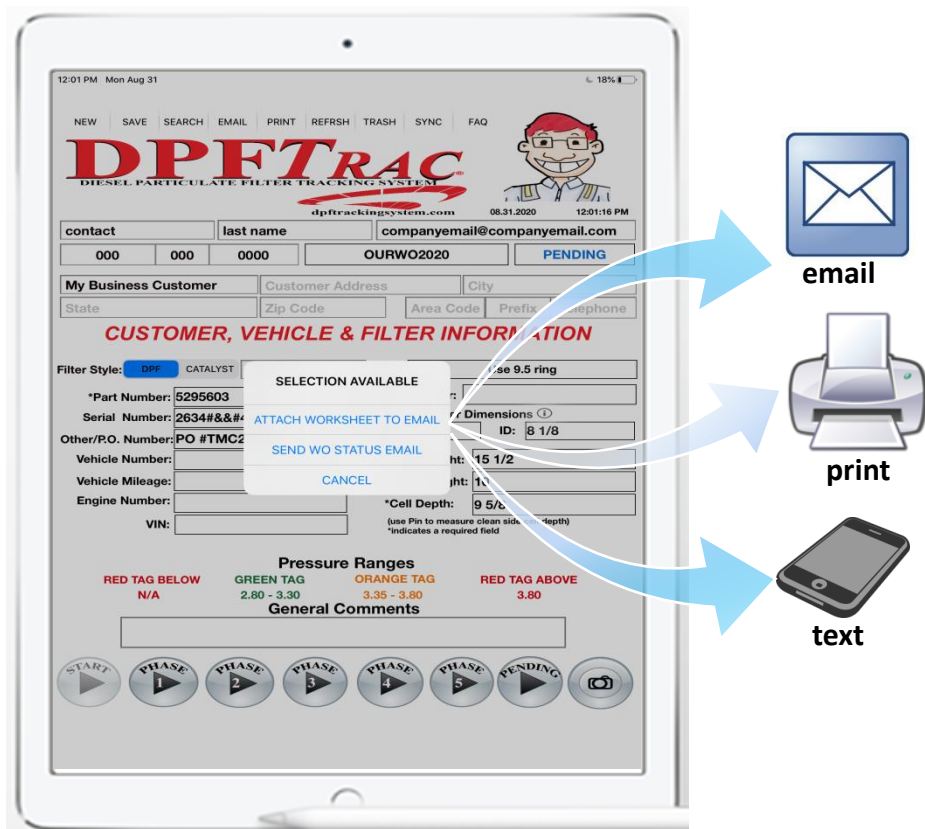 12:01 PM Mon Aug 31 18%
NEW SAVE SEARCH EMAIL PRINT REFRSH TRASH SYNC FAQ
DPFTRAC
DIESEL PARTICULATE FILTER TRACKING SYSTEM
dpftrackingsystem.com 08.31.2020 12:01:16 PM
contact last name companyemail@companyemail.com
000 000 0000 OURWO2020 PENDING
My Business Customer Customer Address City
State Zip Code Area Code Prefix Telephone
CUSTOMER, VEHICLE & FILTER INFORMATION
Filter Style: DPF CATALYST 9.5 ring
SELECTION AVAILABLE
*Part Number: 5295603
Serial Number: 2634#&&#4 Dimensions
ATTACH WORKSHEET TO EMAIL
Other/P.O. Number: PO #TMC2 ID: 8 1/8
SEND WO STATUS EMAIL
Vehicle Number: 15 1/2
Vehicle Mileage: 10
CANCEL
Engine Number: *Cell Depth: 9 5/8
VIN: (use Pin to measure clean side cell depth)
*indicates a required field
Pressure Ranges
RED TAG BELOW GREEN TAG ORANGE TAG RED TAG ABOVE
N/A 2.80 - 3.30 3.35 - 3.80 3.80
General Comments
START PHASE 1 PHASE 2 PHASE 3 PHASE 4 PHASE 5 PENDING
email
print
text